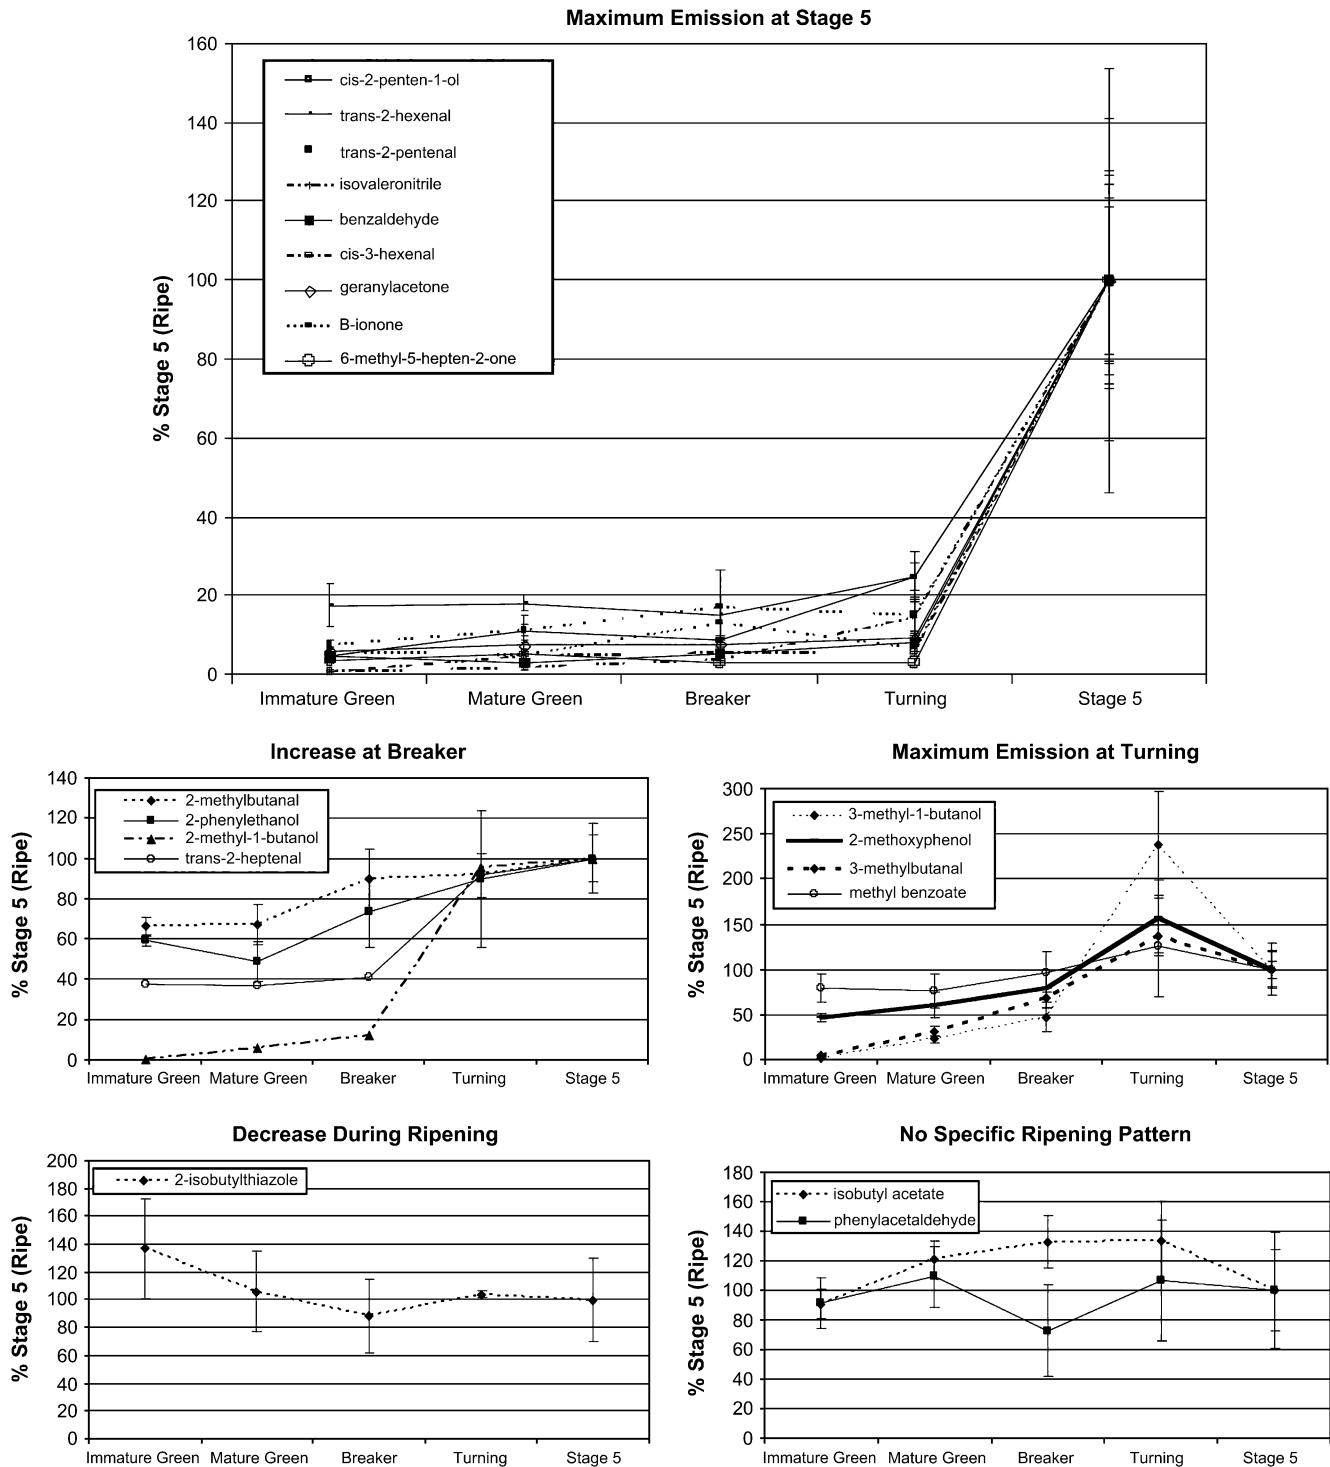 Maximum Emission at Stage 5
160
140
120
100
80
60
40
20
0
% Stage 5 (Ripe)
cis-2-penten-1-ol
trans-2-hexenal
trans-2-pentenal
isovaleronitrile
benzaldehyde
cis-3-hexenal
geranylacetone
B-ionone
6-methyl-5-hepten-2-one
Immature Green Mature Green Breaker Turning Stage 5
Increase at Breaker
140
120
100
80
60
40
20
0
% Stage 5 (Ripe)
2-methylbutanal
2-phenylethanol
2-methyl-1-butanol
trans-2-heptenal
Immature Green Mature Green Breaker Turning Stage 5
Maximum Emission at Turning
300
250
200
150
100
50
0
% Stage 5 (Ripe)
3-methyl-1-butanol
2-methoxyphenol
3-methylbutanal
methyl benzoate
Immature Green Mature Green Breaker Turning Stage 5
Decrease During Ripening
200
180
160
140
120
100
80
60
40
20
0
% Stage 5 (Ripe)
2-isobutylthiazole
Immature Green Mature Green Breaker Turning Stage 5
No Specific Ripening Pattern
180
160
140
120
100
80
60
40
20
0
% Stage 5 (Ripe)
isobutyl acetate
phenylacetaldehyde
Immature Green Mature Green Breaker Turning Stage 5